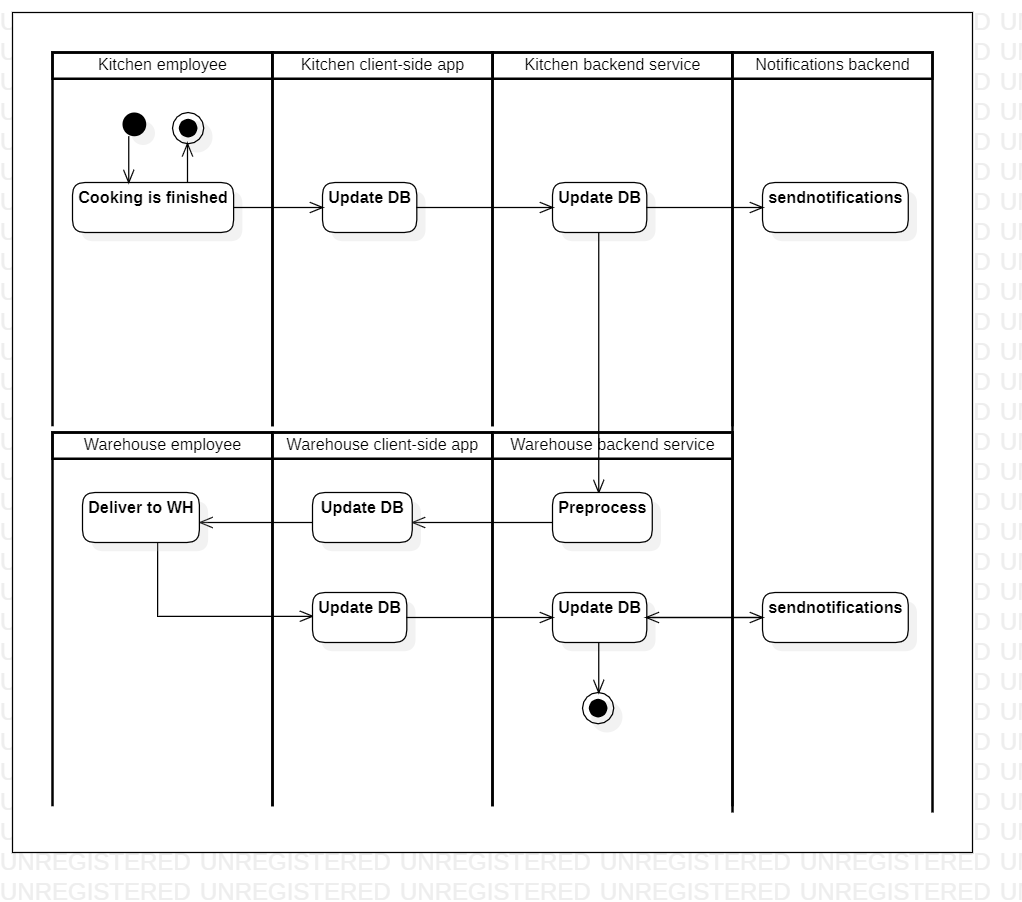 Kitchen employee
Kitchen client-side app
Kitchen backend service
Notifications backend
Cooking is finished
Update DB
Update DB
sendnotifications
Warehouse employee
Warehouse client-side app
Warehouse backend service
Deliver to WH
Update DB
Preprocess
Update DB
Update DB
sendnotifications
UNREGISTERED UNREGISTERED UNREGISTERED UNREGISTERED UNREGISTERED UI
UNREGISTERED UNREGISTERED UNREGISTERED UNREGISTERED UNREGISTERED UI